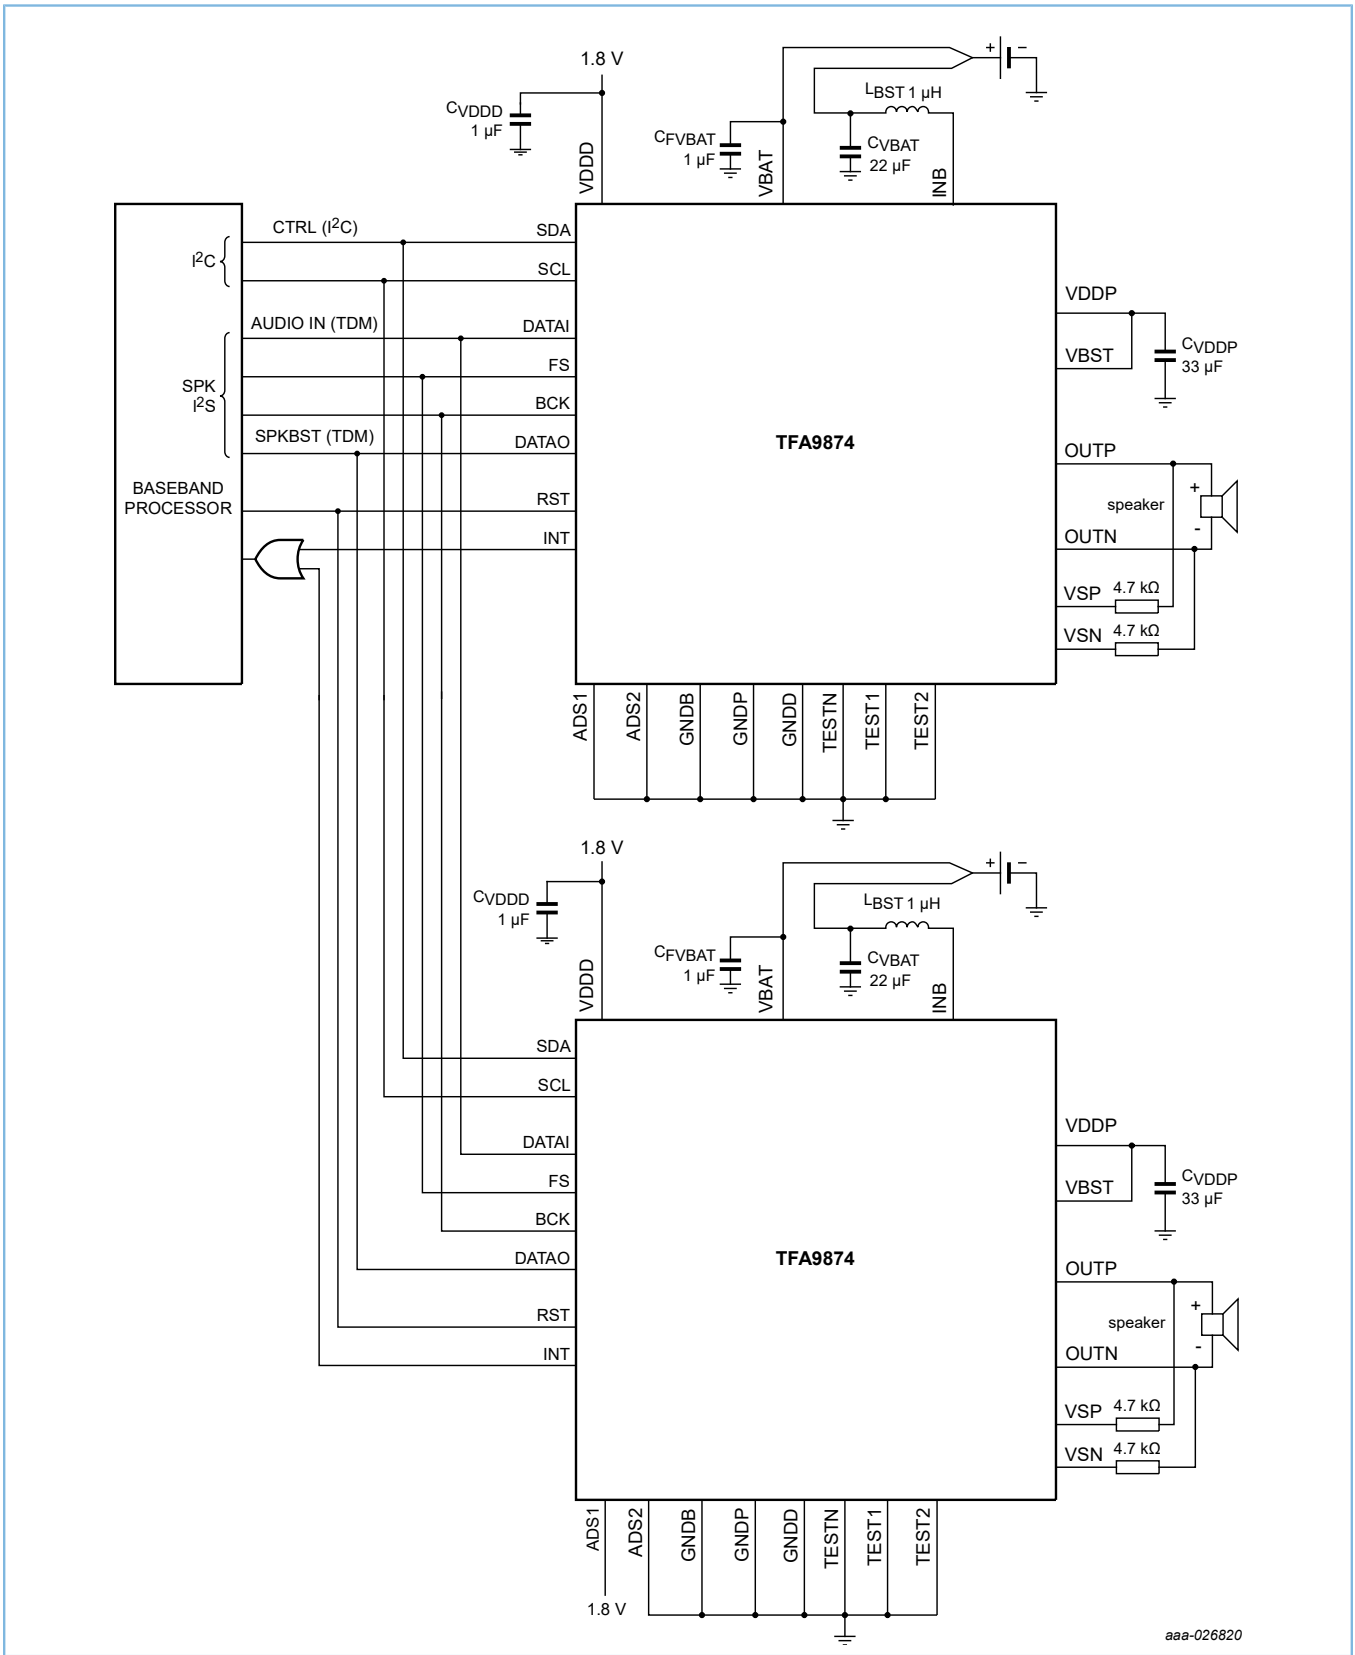 1.8 V
CVDDD
1 µF
VDDD
CFVBAT
1 µF
VBAT
+
-
LBST 1 µH
CVBAT
22 µF
INB
CTRL (I2C)
I2C
AUDIO IN (TDM)
SPK
I2S
SPKBST (TDM)
BASEBAND
PROCESSOR
SDA
SCL
DATAI
FS
BCK
DATAO
RST
INT
TFA9874
VDDP
VBST
CVDDP
33 µF
OUTP
speaker
+
-
OUTN
VSP
4.7 kΩ
VSN
4.7 kΩ
ADS1
ADS2
GNDB
GNDP
GNDD
TESTN
TEST1
TEST2
1.8 V
CVDDD
1 µF
VDDD
CFVBAT
1 µF
VBAT
+
-
LBST 1 µH
CVBAT
22 µF
INB
SDA
SCL
DATAI
FS
BCK
DATAO
RST
INT
TFA9874
VDDP
VBST
CVDDP
33 µF
OUTP
speaker
+
-
OUTN
VSP
4.7 kΩ
VSN
4.7 kΩ
ADS1
ADS2
GNDB
GNDP
GNDD
TESTN
TEST1
TEST2
1.8 V
aaa-026820